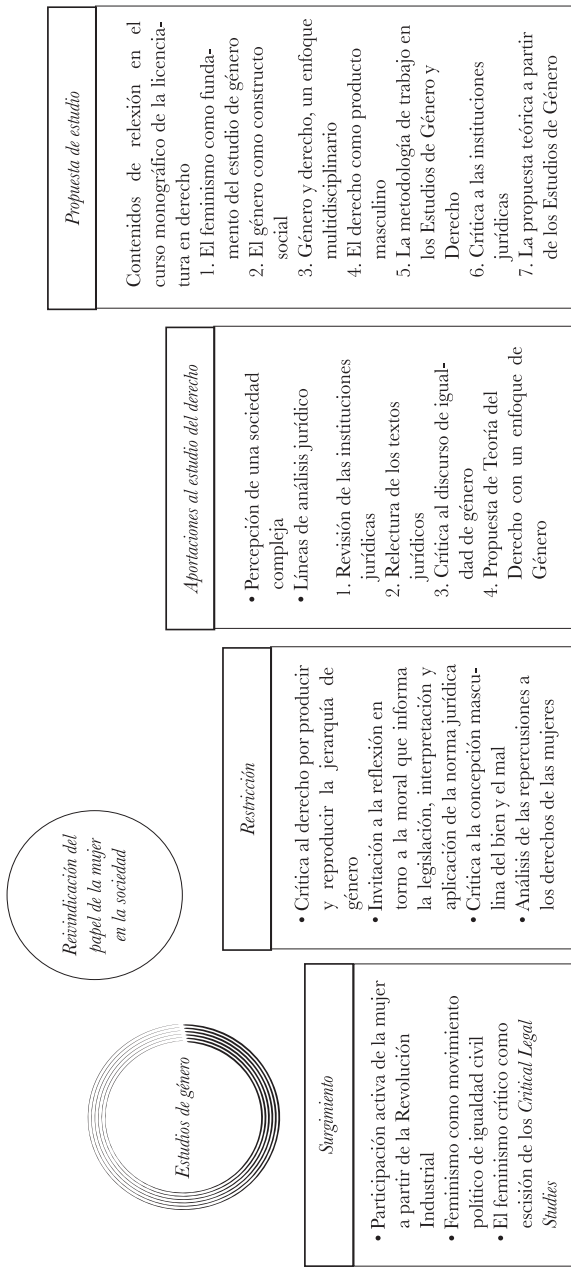 Estudios de género
Reivindicación del
papel de la mujer
en la sociedad
Surgimiento
• Participación activa de la mujer
a partir de la Revolución
Industrial
• Feminismo como movimiento
político de igualdad civil
• El feminismo crítico como
escisión de los Critical Legal
Studies
Restricción
• Crítica al derecho por producir
y reproducir la jerarquía de
género
• Invitación a la reflexión en
torno a la moral que informa
la legislación, interpretación y
aplicación de la norma jurídica
• Crítica a la concepción mascu-
lina del bien y el mal
• Análisis de las repercusiones a
los derechos de las mujeres
Aportaciones al estudio del derecho
• Percepción de una sociedad
compleja
• Líneas de análisis jurídico
1. Revisión de las instituciones
jurídicas
2. Relectura de los textos
jurídicos
3. Crítica al discurso de igual-
dad de género
4. Propuesta de Teoría del
Derecho con un enfoque de
Género
Propuesta de estudio
Contenidos de relexión en el
curso monográfico de la licencia-
tura en derecho
1. El feminismo como funda-
mento del estudio de género
2. El género como constructo
social
3. Género y derecho, un enfoque
multidisciplinario
4. El derecho como producto
masculino
5. La metodología de trabajo en
los Estudios de Género y
Derecho
6. Crítica a las instituciones
jurídicas
7. La propuesta teórica a partir
de los Estudios de Género